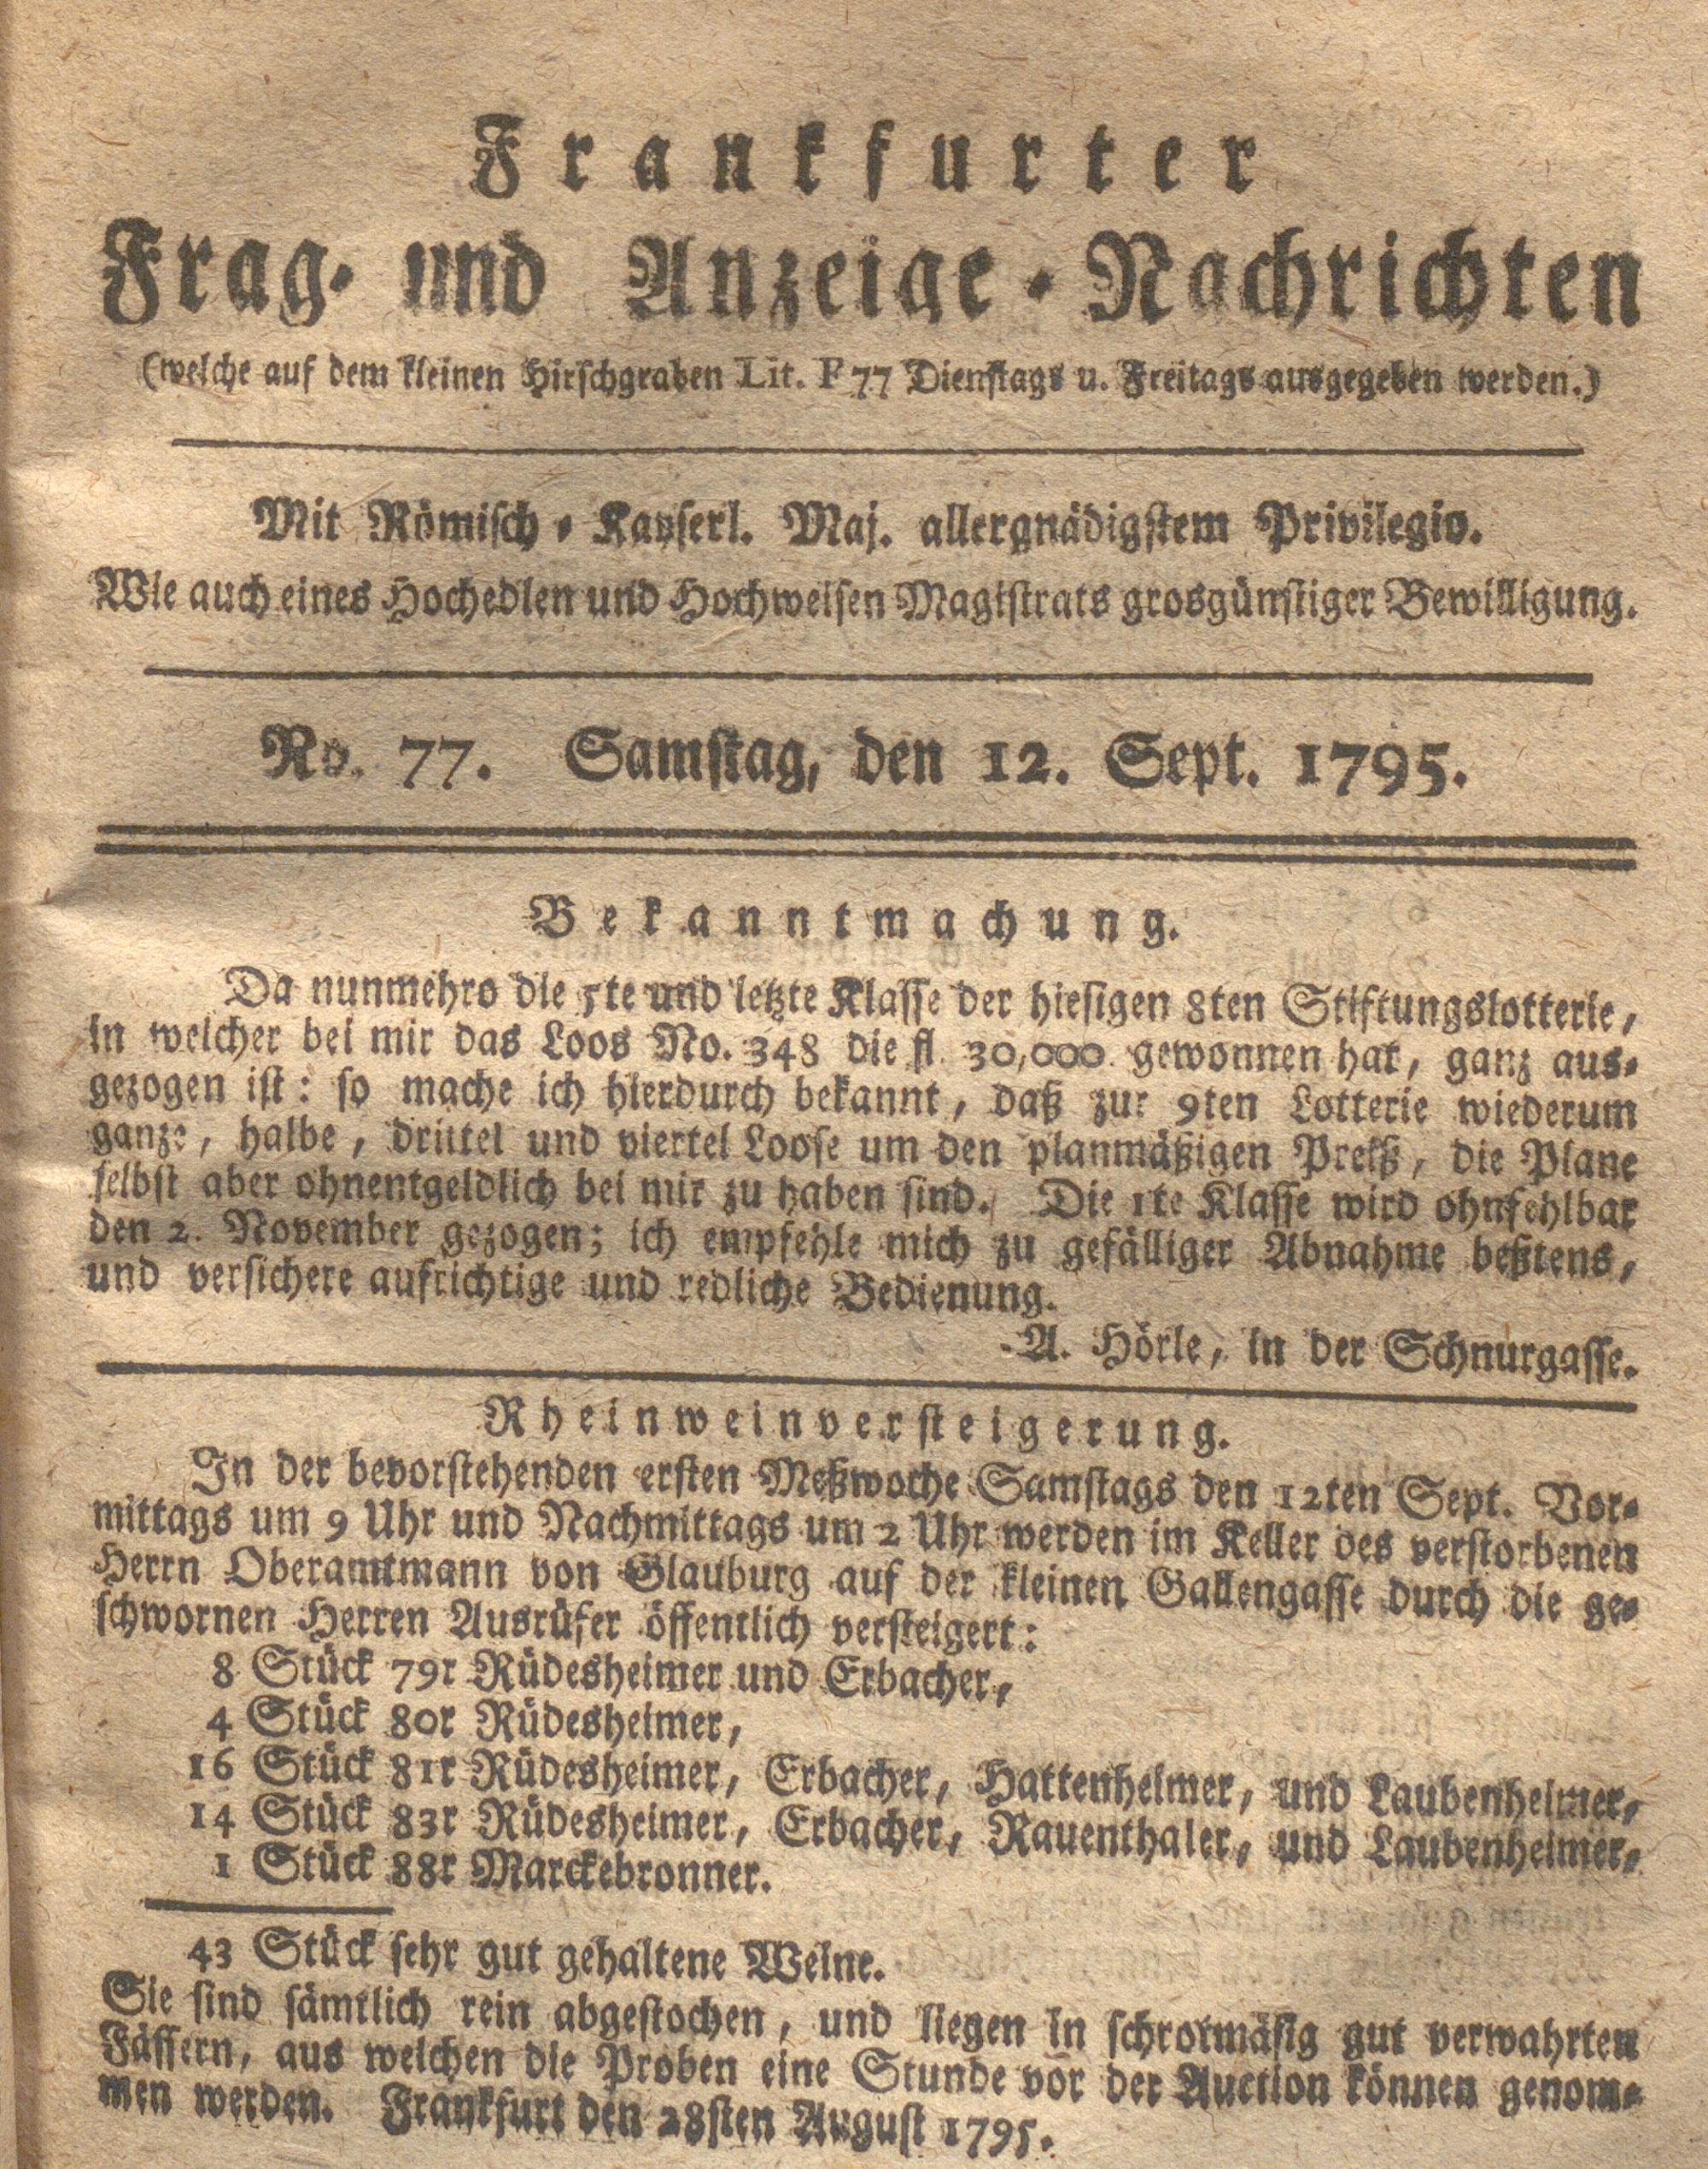 Frankfurter
Frag- und Anzeige-Nachrichten
(welche auf dem kleinen Hirschgraben Lit. F 77 Dienstags u. Freitags ausgegeben werden.)
Mit Römisch-Kayserl. Maj. allergnädigstem Privilegio.
Wie auch eines Hochedlen und Hochweisen Magistrats grosgünstiger Bewilligung.
No. 77. Samstag, den 12. Sept. 1795.
Bekanntmachung.
Da nunmehro die 5te und letzte Klasse der hiesigen 8ten Stiftungslotterie,
in welcher bei mir das Loos No. 348 die fl. 30,000 gewonnen hat, ganz aus-
gezogen ist: so mache ich hierdurch bekannt, daß zur 9ten Lotterie wiederum
ganze, halbe, drittel und viertel Loose um den planmäßigen Preiß, die Plane
selbst aber ohnentgeldlich bei mir zu haben sind. Die 1te Klasse wird ohnfehlbar
den 2. November gezogen; ich empfehle mich zu gefälliger Abnahme beßtens,
und versichere aufrichtige und redliche Bedienung.
A. Hörle, in der Schnurgasse.
Rheinweinversteigerung.
In der bevorstehenden ersten Meßwoche Samstags den 12ten Sept. Vor-
mittags um 9 Uhr und Nachmittags um 2 Uhr werden im Keller des verstorbenen
Herrn Oberamtmann von Glauburg auf der kleinen Gallengasse durch die ge-
schwornen Herren Ausrüfer öffentlich versteigert:
8 Stück 79r Rüdesheimer und Erbacher,
4 Stück 80r Rüdesheimer,
16 Stück 81r Rüdesheimer, Erbacher, Hattenheimer, und Laubenheimer,
14 Stück 83r Rüdesheimer, Erbacher, Rauenthaler, und Laubenheimer,
1 Stück 88r Marckebronner.
43 Stück sehr gut gehaltene Weine.
Sie sind sämtlich rein abgestochen, und liegen in schrotmäsig gut verwahrten
Fässern, aus welchen die Proben eine Stunde vor der Auction können genom-
men werden. Frankfurt den 28sten August 1795.